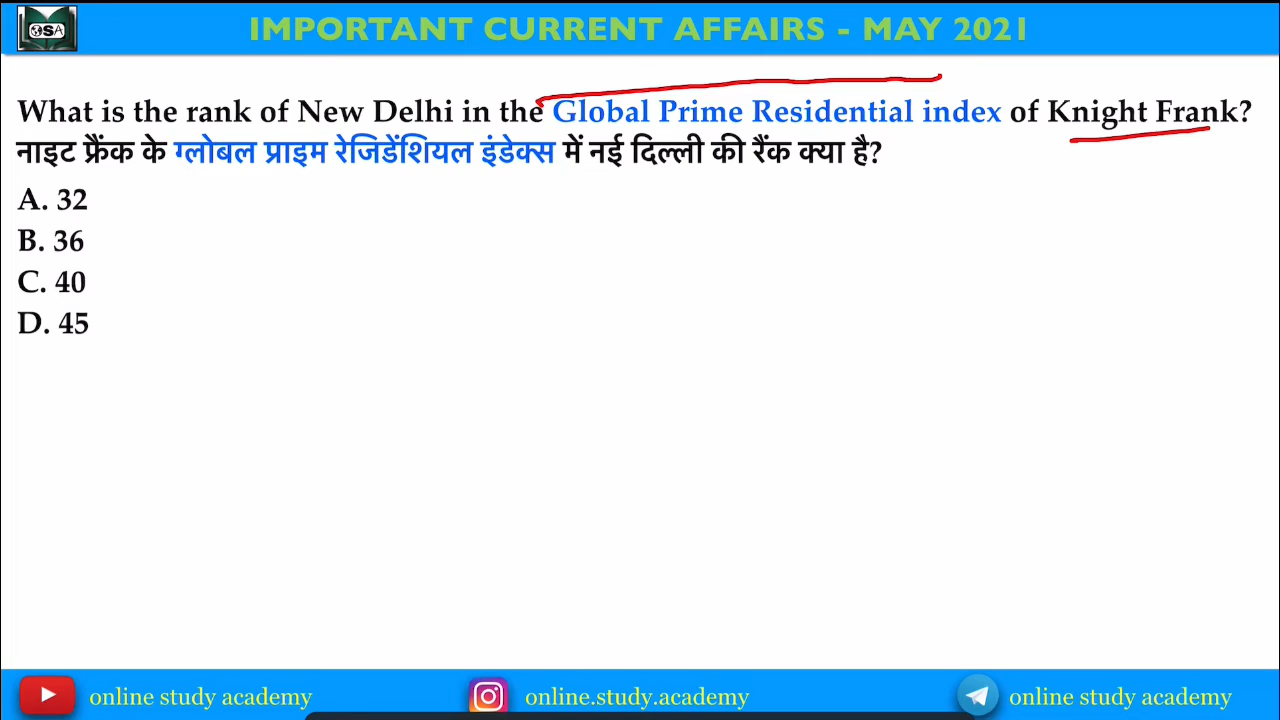 OSA
IMPORTANT CURRENT AFFAIRS - MAY 2021
What is the rank of New Delhi in the Global Prime Residential index of Knight Frank?
नाइट फ्रैंक के ग्लोबल प्राइम रेजिडेंशियल इंडेक्स में नई दिल्ली की रैंक क्या है?
A. 32
B. 36
C. 40
D. 45
online study academy
online.study.academy
online study academy